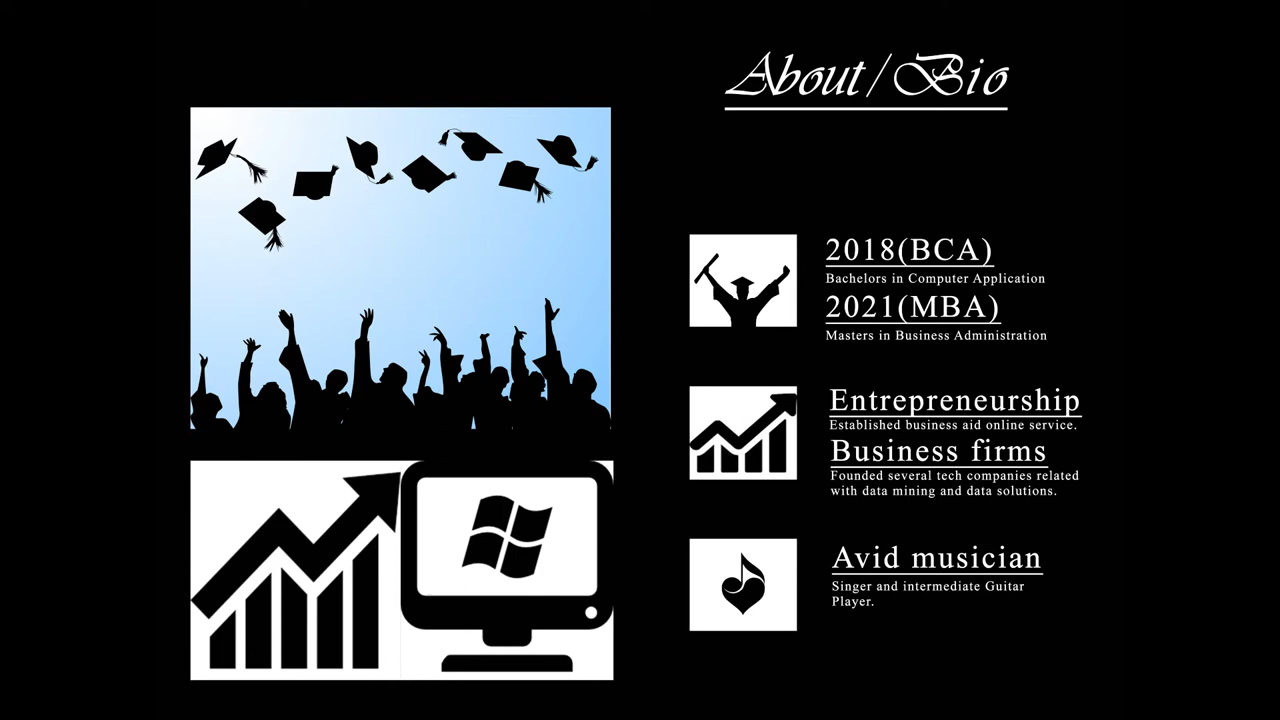 About/Bio
2018(BCA)
Bachelors in Computer Application
2021(MBA)
Masters in Business Administration
Entrepreneurship
Established business aid online service.
Business firms
Founded several tech companies related
with data mining and data solutions.
Avid musician
Singer and intermediate Guitar
Player.